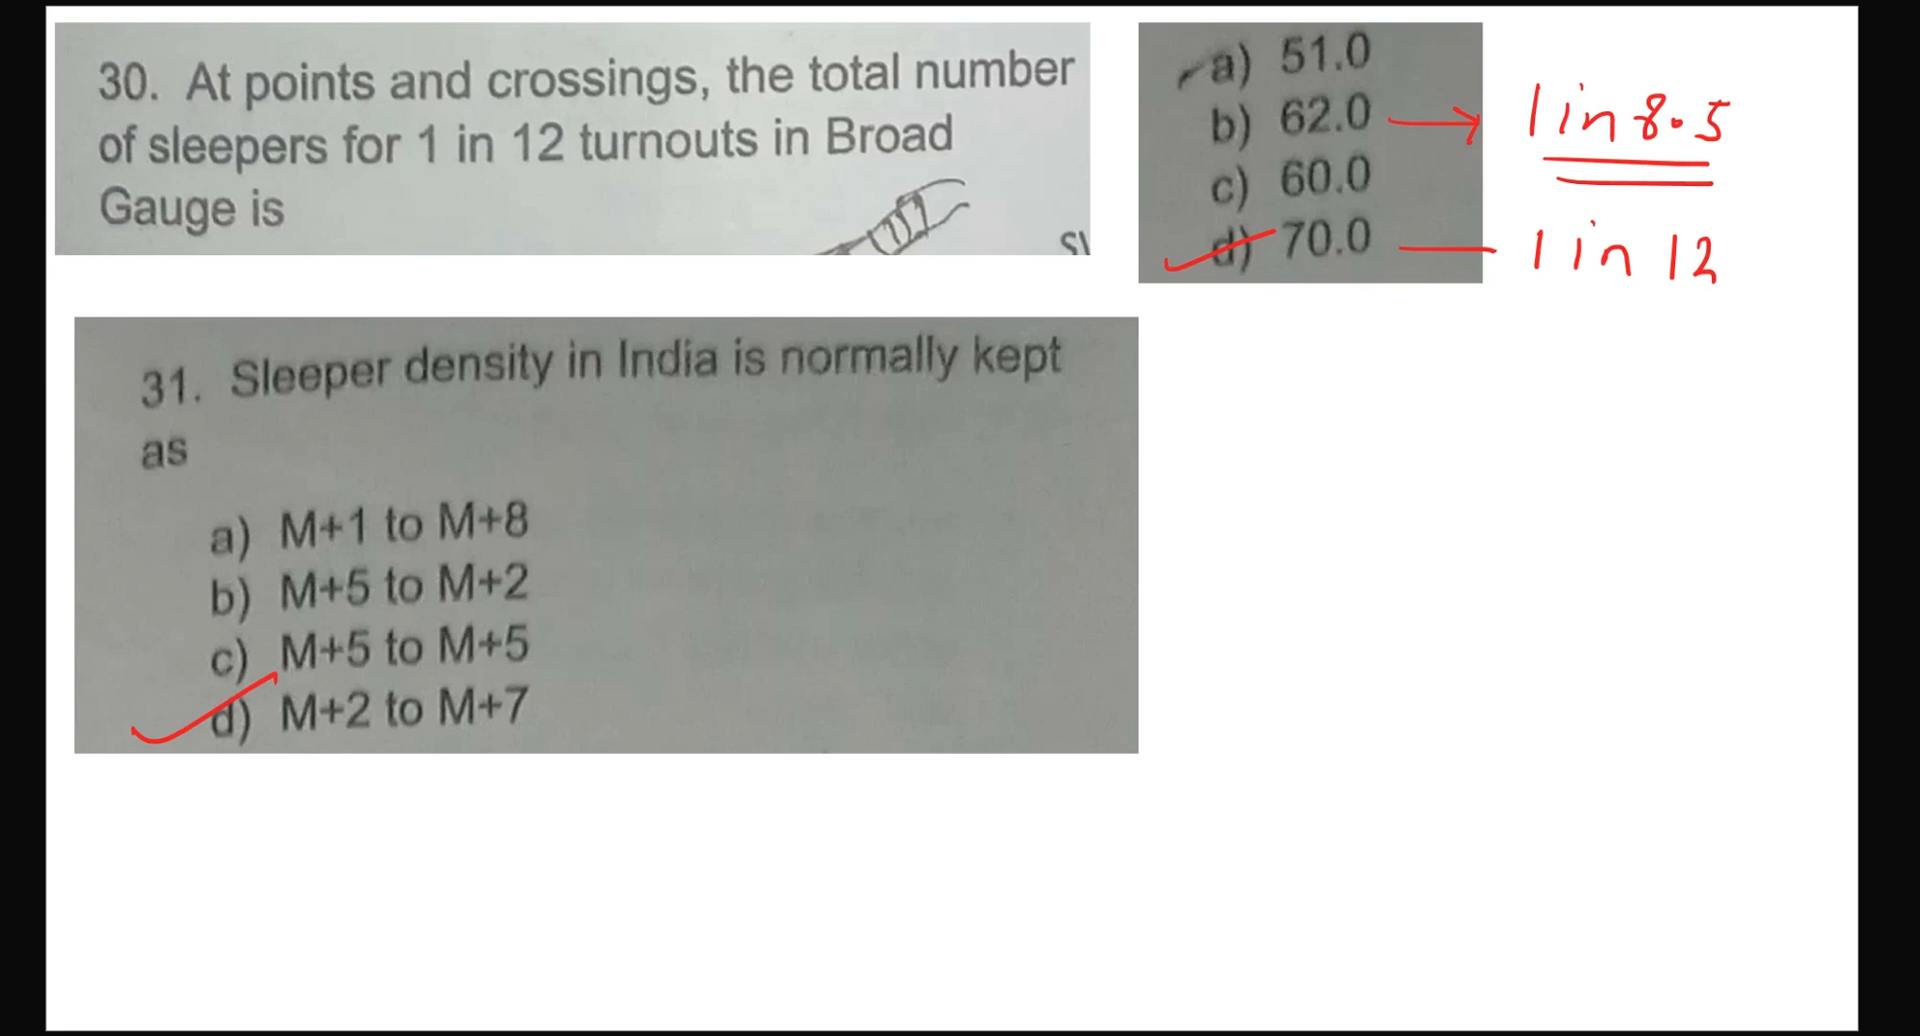 30. At points and crossings, the total number
of sleepers for 1 in 12 turnouts in Broad
Gauge is
a) 51.0
b) 62.0 → 1 in 8.5
c) 60.0
d) 70.0 — 1 in 12
31. Sleeper density in India is normally kept
as
a) M+1 to M+8
b) M+5 to M+2
c) M+5 to M+5
d) M+2 to M+7